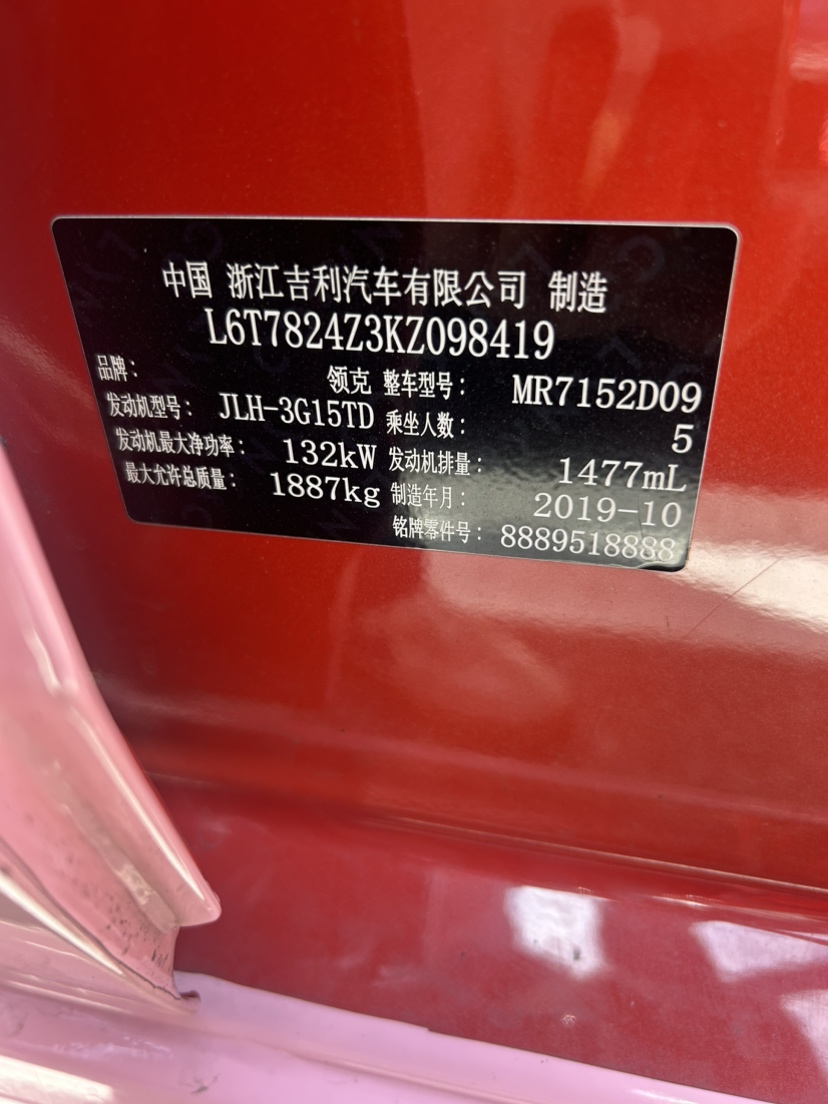 中国 浙江吉利汽车有限公司 制造
L6T7824Z3KZ098419
品牌： 领克 整车型号： MR7152D09
发动机型号： JLH-3G15TD 乘坐人数： 5
发动机最大净功率： 132kW 发动机排量： 1477mL
最大允许总质量： 1887kg 制造年月： 2019-10
铭牌零件号： 8889518888